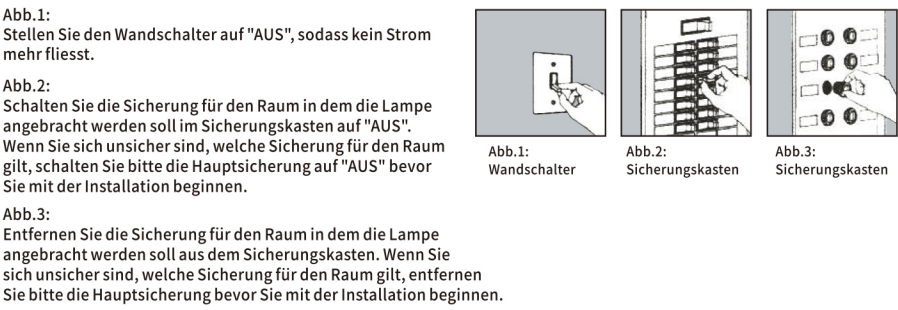 Abb.1:
Stellen Sie den Wandschalter auf "AUS", sodass kein Strom
mehr fliesst.
Abb.2:
Schalten Sie die Sicherung für den Raum in dem die Lampe
angebracht werden soll im Sicherungskasten auf "AUS".
Wenn Sie sich unsicher sind, welche Sicherung für den Raum
gilt, schalten Sie bitte die Hauptsicherung auf "AUS" bevor
Sie mit der Installation beginnen.
Abb.3:
Entfernen Sie die Sicherung für den Raum in dem die Lampe
angebracht werden soll aus dem Sicherungskasten. Wenn Sie
sich unsicher sind, welche Sicherung für den Raum gilt, entfernen
Sie bitte die Hauptsicherung bevor Sie mit der Installation beginnen.
Abb.1:
Wandschalter
Abb.2:
Sicherungskasten
Abb.3:
Sicherungskasten